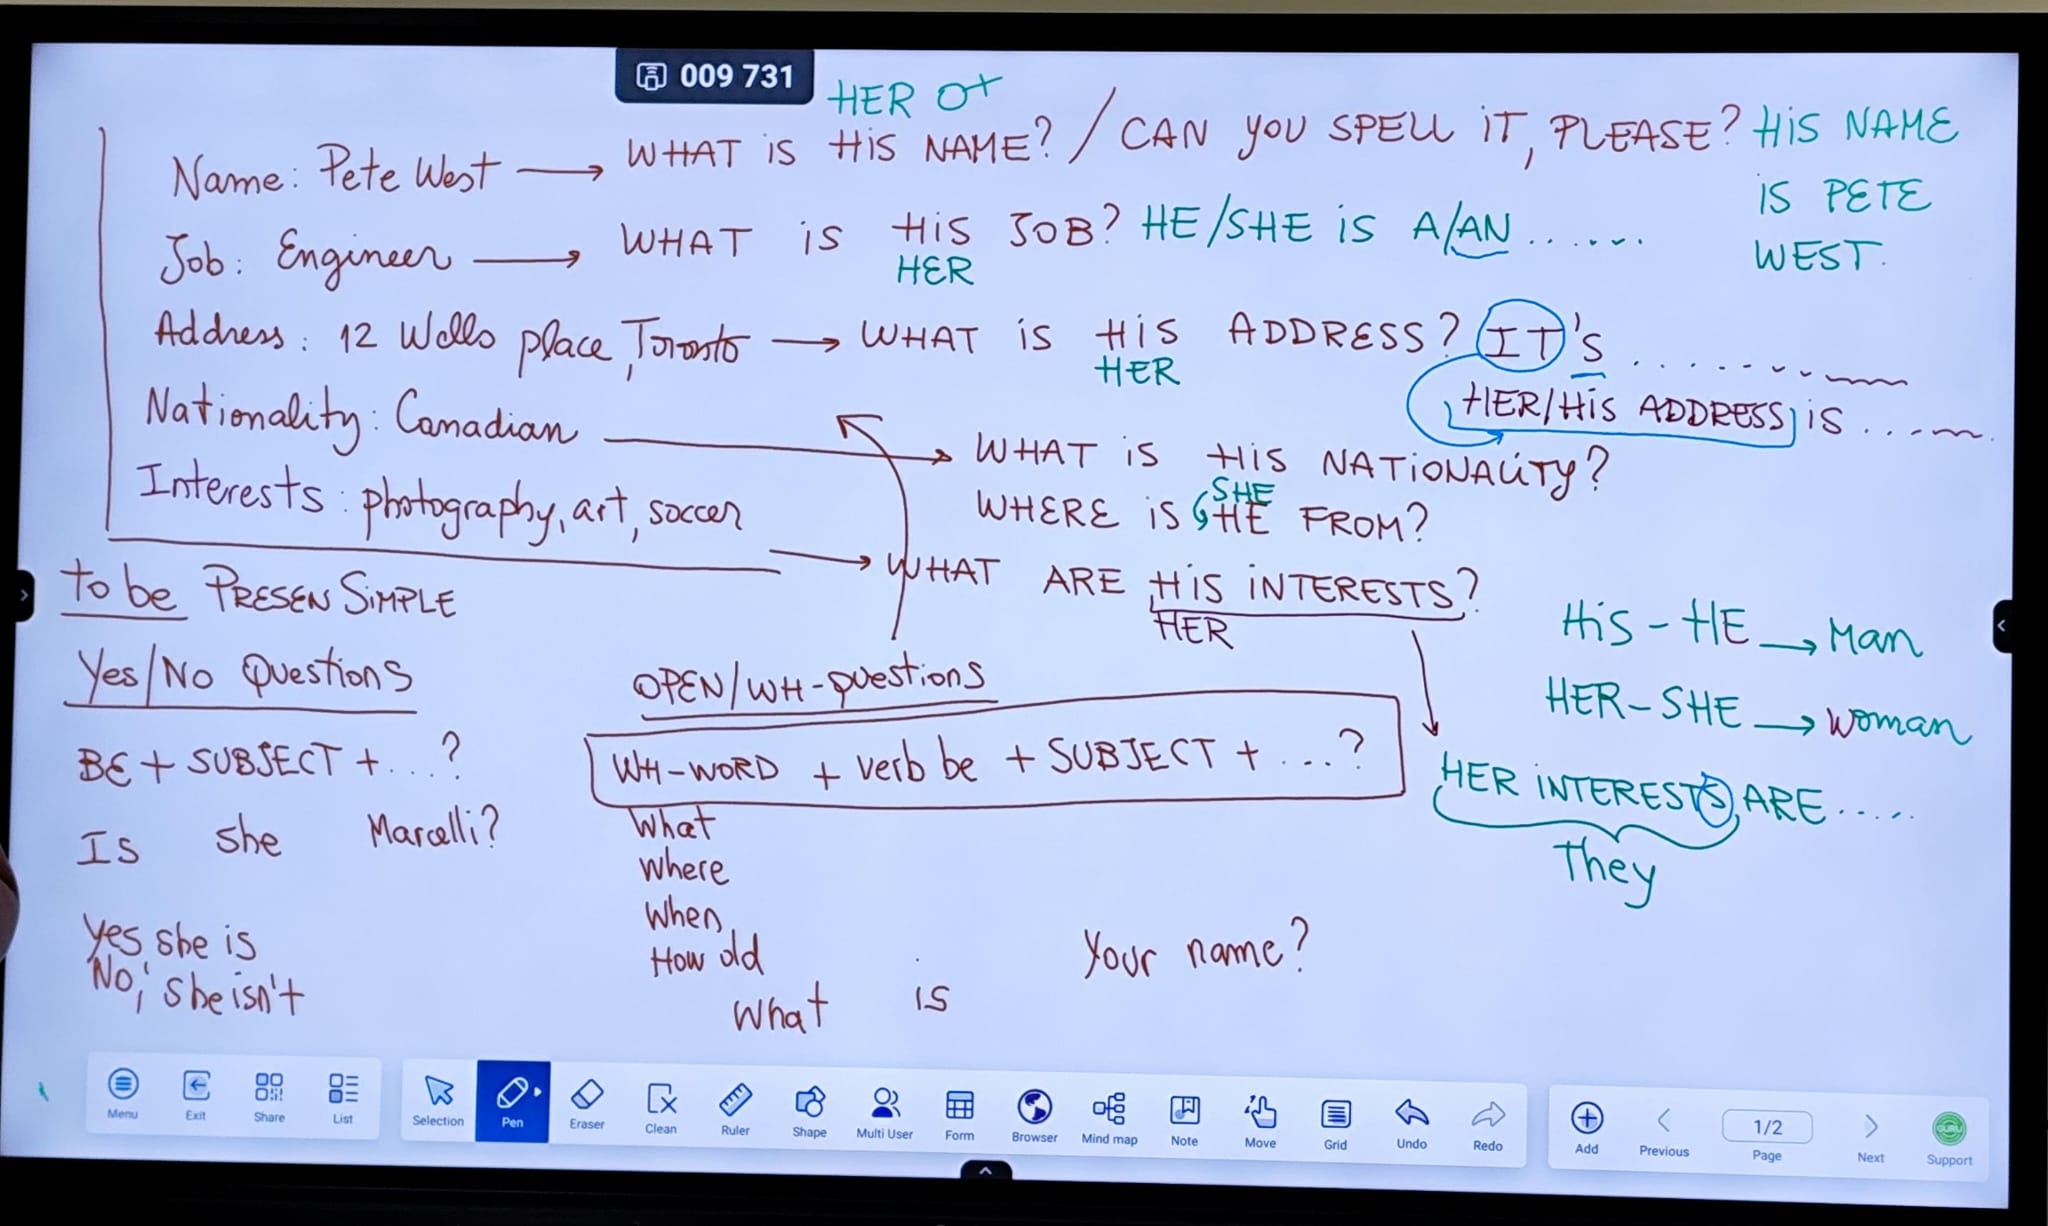 009 731
HER
Name: Pete West → WHAT iS HiS NAME? / CAN YOU SPELL iT, PLEASE? HiS NAME
iS PETE
WEST.
Job: Engineer → WHAT iS HiS JOB? HE/SHE iS A/AN ......
HER
Address: 12 Wells place, Toronto → WHAT iS HiS ADDRESS? IT's ........
HER
HER/HiS ADDRESS iS .....
Nationality: Canadian → WHAT iS HiS NATiONALiTY?
SHE
WHERE iS HE FROM?
Interests: photography, art, soccer → WHAT ARE HiS iNTERESTS?
HER
to be PRESEN SiMPLE
HiS - HE → Man
HER - SHE → woman
Yes/No Questions
OPEN/WH-questions
BE + SUBJECT + ...?
WH-WORD + verb be + SUBJECT + ...?
HER iNTERESTS ARE .....
They
Is she Marcelli?
What
Where
When
How old
Yes, she is
No, she isn't
What is Your name?
Menu
Exit
Share
List
Selection
Pen
Eraser
Clean
Ruler
Shape
Multi User
Form
Browser
Mind map
Note
Move
Grid
Undo
Redo
Add
Previous
1/2
Page
Next
Support